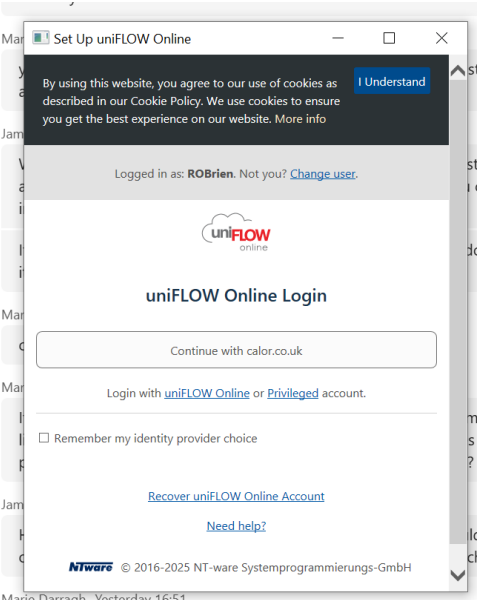 Set Up uniFLOW Online
By using this website, you agree to our use of cookies as
described in our Cookie Policy. We use cookies to ensure
you get the best experience on our website. More info
I Understand
Logged in as: ROBrien. Not you? Change user.
uniFLOW
online
uniFLOW Online Login
Continue with calor.co.uk
Login with uniFLOW Online or Privileged account.
Remember my identity provider choice
Recover uniFLOW Online Account
Need help?
NTware © 2016-2025 NT-ware Systemprogrammierungs-GmbH
Marie Darragh Yesterday 16:51